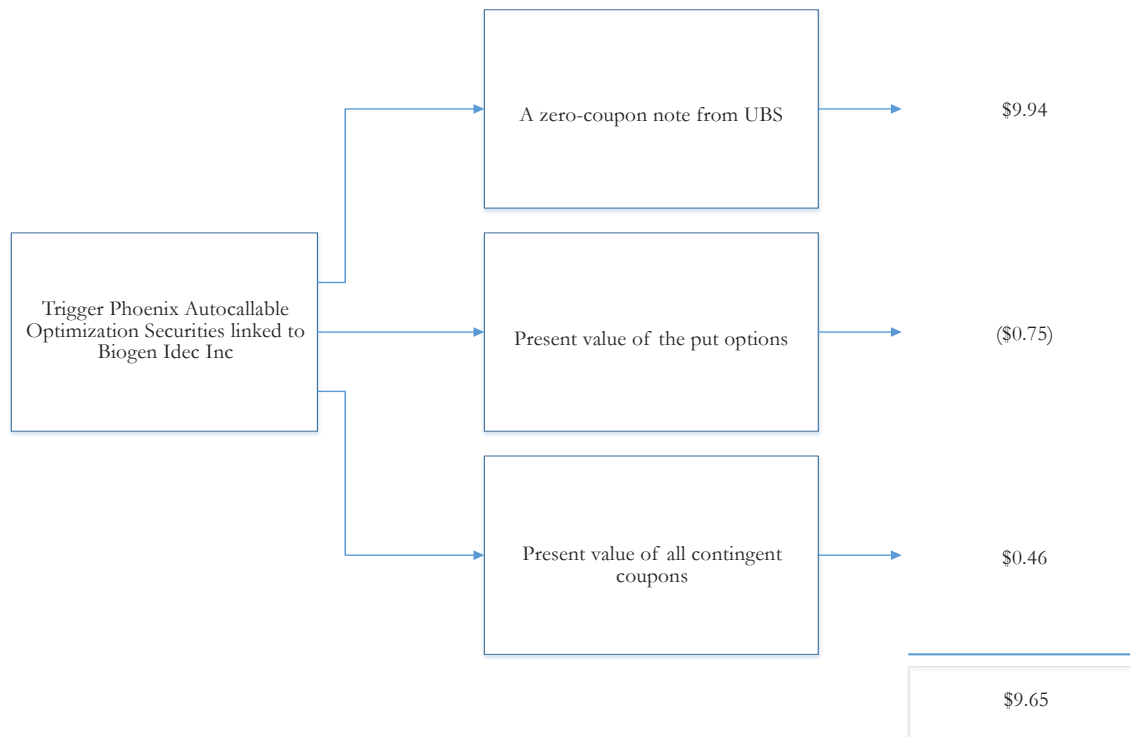 A zero-coupon note from UBS
$9.94
Trigger Phoenix Autocallable
Optimization Securities linked to
Biogen Idec Inc
Present value of the put options
($0.75)
Present value of all contingent
coupons
$0.46
$9.65